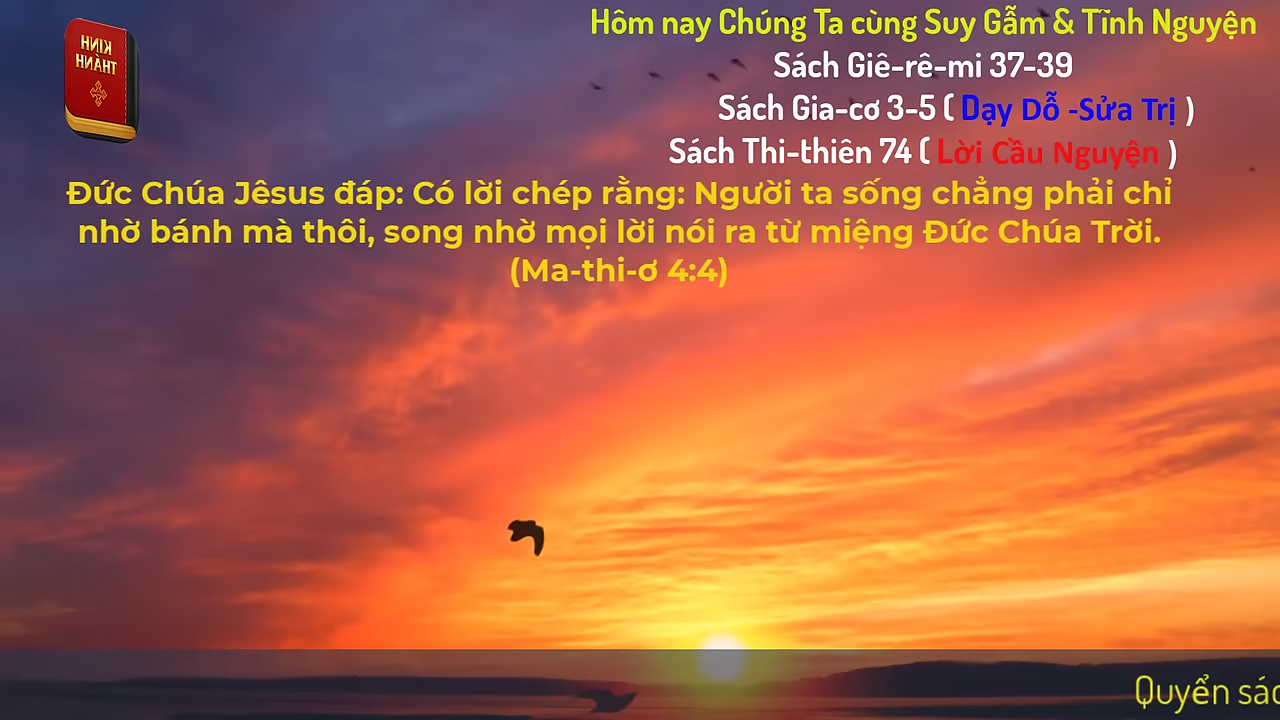 KINH
THÀNH
Hôm nay Chúng Ta cùng Suy Gẫm & Tĩnh Nguyện
Sách Giê-rê-mi 37-39
Sách Gia-cơ 3-5 ( Dạy Dỗ -Sửa Trị )
Sách Thi-thiên 74 ( Lời Cầu Nguyện )
Đức Chúa Jêsus đáp: Có lời chép rằng: Người ta sống chẳng phải chỉ
nhờ bánh mà thôi, song nhờ mọi lời nói ra từ miệng Đức Chúa Trời.
(Ma-thi-ơ 4:4)
Quyển